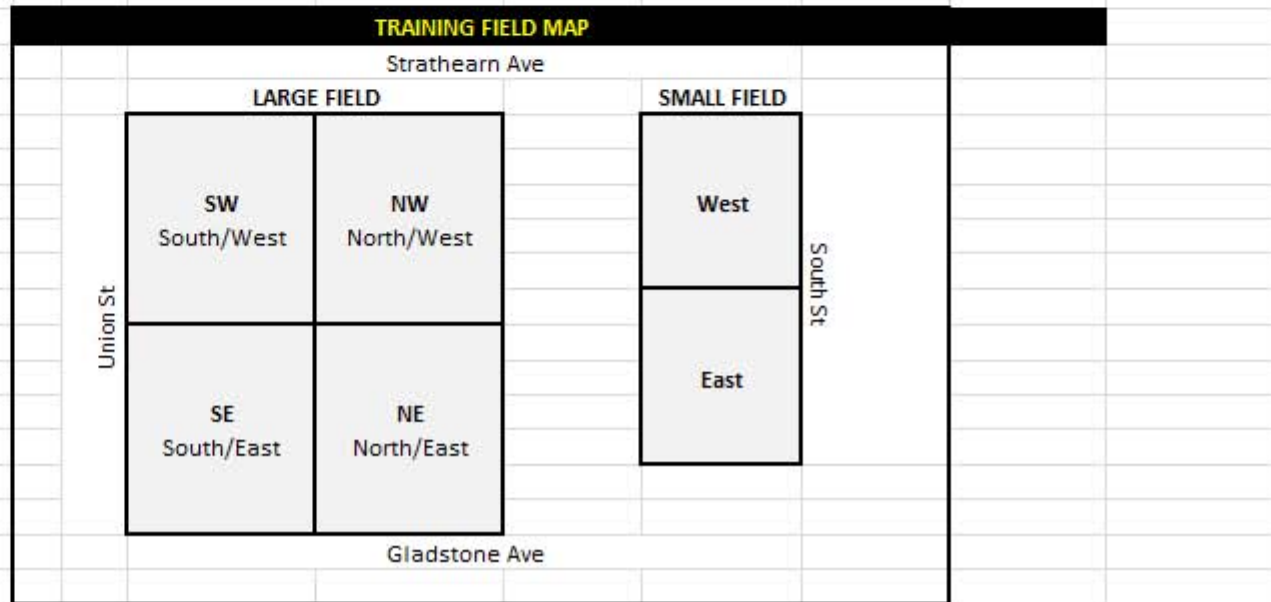 TRAINING FIELD MAP
Strathearn Ave
LARGE FIELD
SMALL FIELD
SW
South/West
NW
North/West
West
Union St
South St
SE
South/East
NE
North/East
East
Gladstone Ave